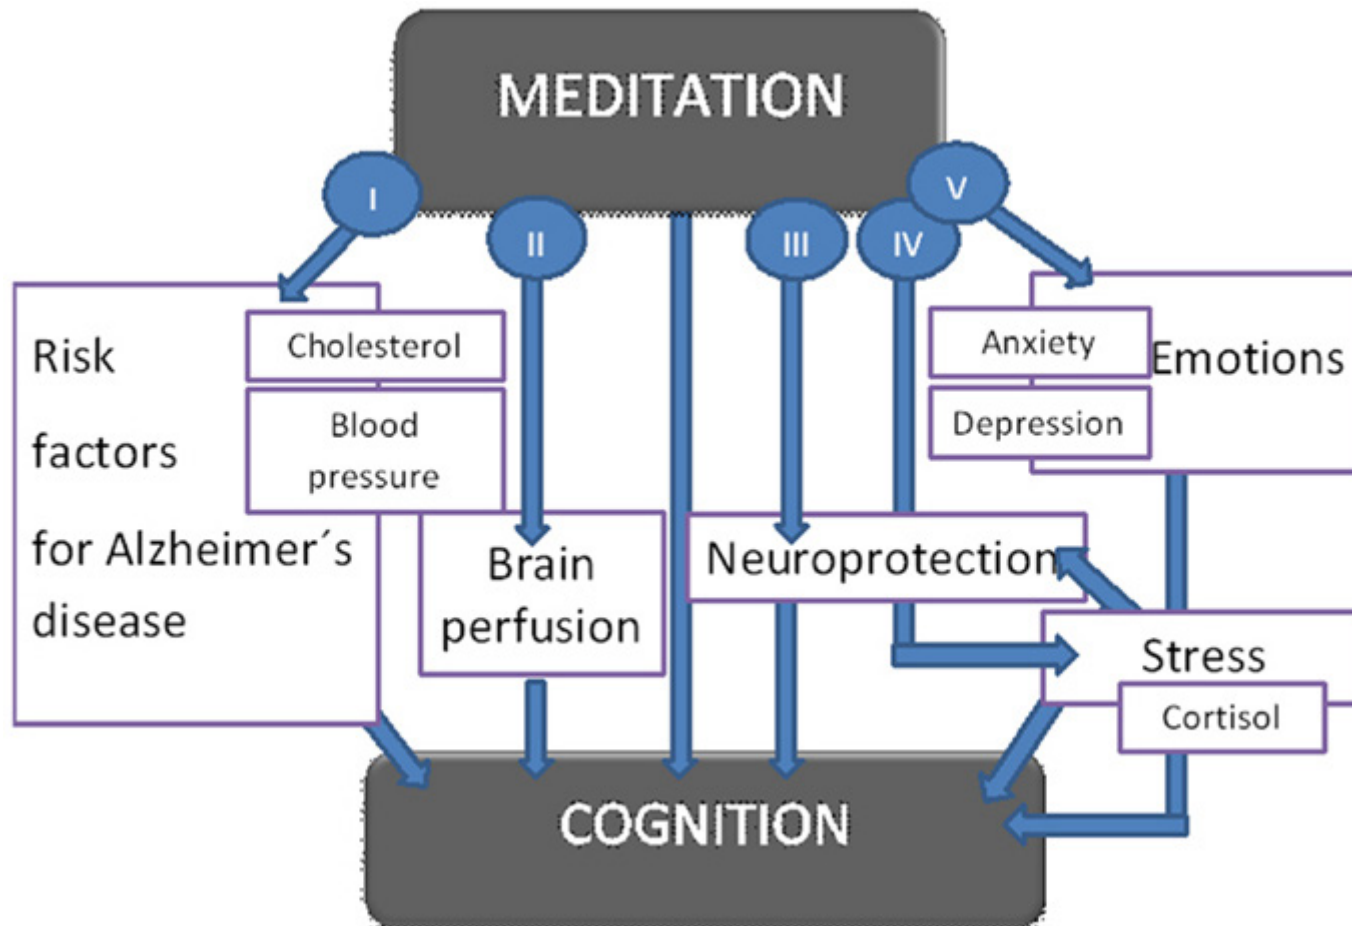 MEDITATION
I
II
III
IV
V
Risk
factors
for Alzheimer´s
disease
Cholesterol
Blood
pressure
Brain
perfusion
Neuroprotection
Anxiety
Depression
Emotions
Stress
Cortisol
COGNITION